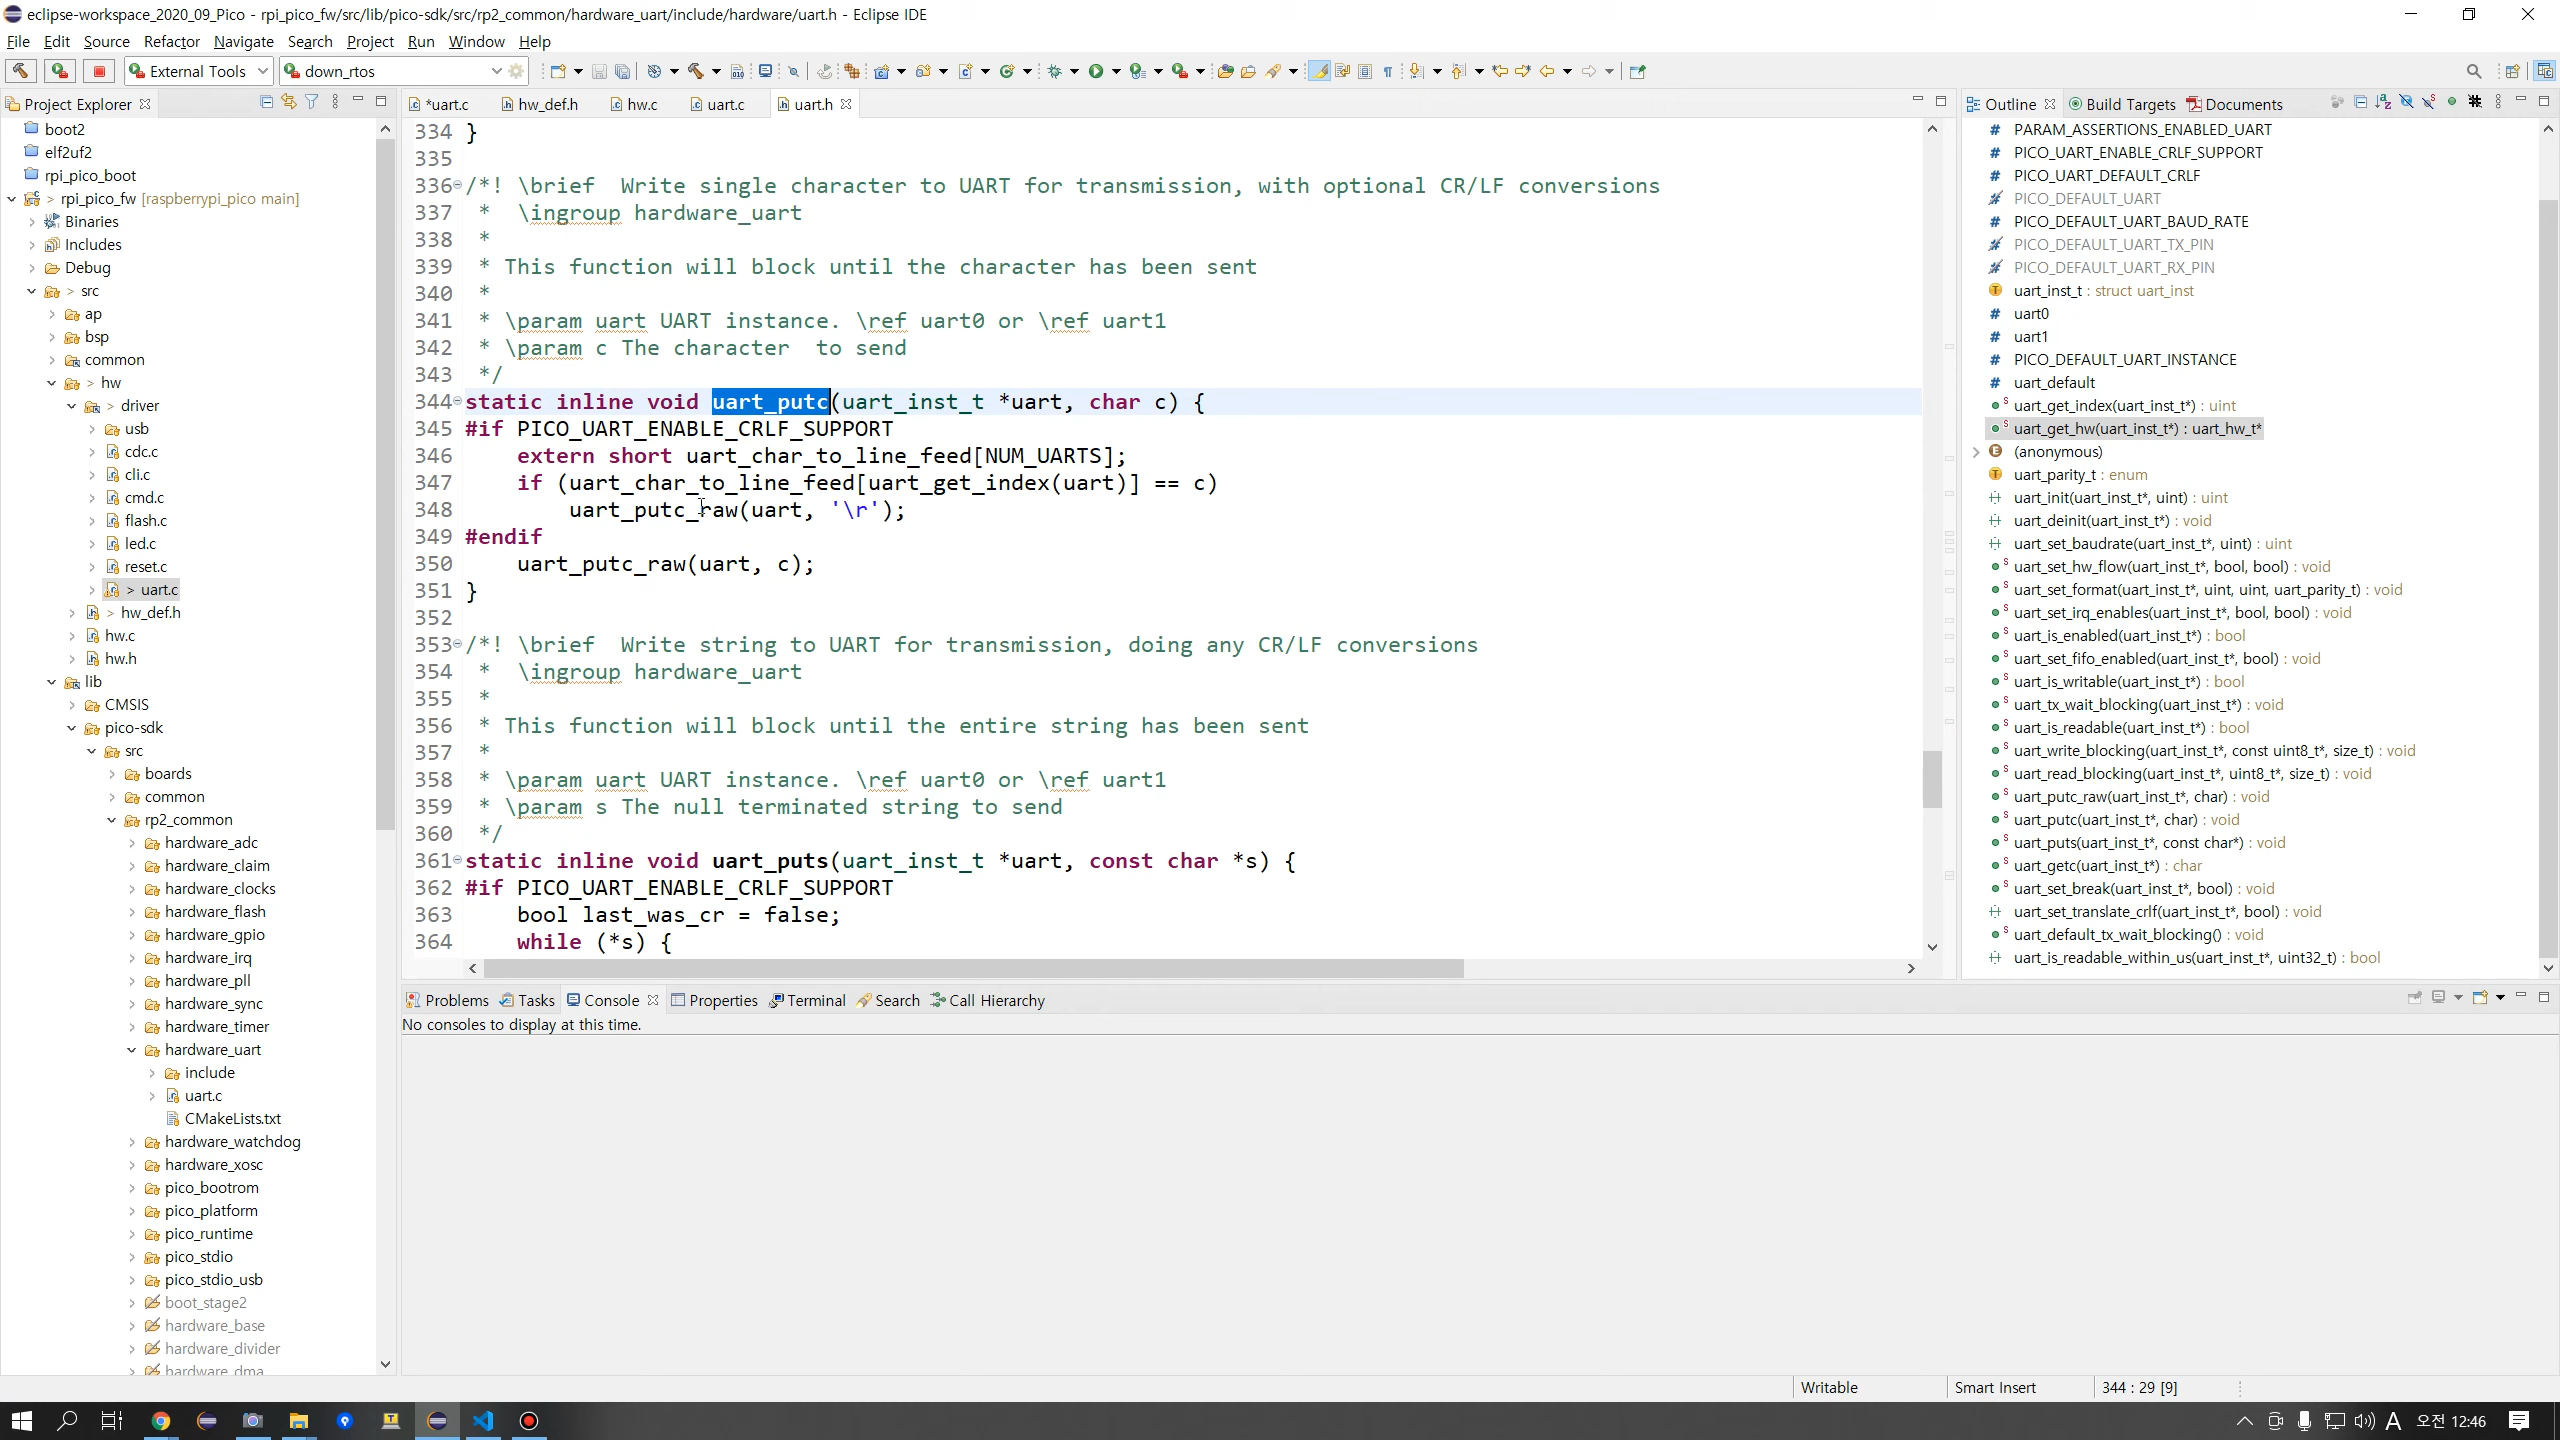 eclipse-workspace_2020_09_Pico - rpi_pico_fw/src/lib/pico-sdk/src/rp2_common/hardware_uart/include/hardware/uart.h - Eclipse IDE
File Edit Source Refactor Navigate Search Project Run Window Help
External Tools down_rtos
Project Explorer
boot2
elf2uf2
rpi_pico_boot
> rpi_pico_fw [raspberrypi_pico main]
Binaries
Includes
Debug
> src
ap
bsp
common
> hw
> driver
usb
cdc.c
cli.c
cmd.c
flash.c
led.c
reset.c
> uart.c
> hw_def.h
hw.c
hw.h
lib
CMSIS
pico-sdk
src
boards
common
rp2_common
hardware_adc
hardware_claim
hardware_clocks
hardware_flash
hardware_gpio
hardware_irq
hardware_pll
hardware_sync
hardware_timer
hardware_uart
include
uart.c
CMakeLists.txt
hardware_watchdog
hardware_xosc
pico_bootrom
pico_platform
pico_runtime
pico_stdio
pico_stdio_usb
boot_stage2
hardware_base
hardware_divider
hardware_dma
*uart.c hw_def.h hw.c uart.c uart.h
334 }
335
336 /*! \brief  Write single character to UART for transmission, with optional CR/LF conversions
337 *  \ingroup hardware_uart
338 *
339 * This function will block until the character has been sent
340 *
341 * \param uart UART instance. \ref uart0 or \ref uart1
342 * \param c The character  to send
343 */
344 static inline void uart_putc(uart_inst_t *uart, char c) {
345 #if PICO_UART_ENABLE_CRLF_SUPPORT
346     extern short uart_char_to_line_feed[NUM_UARTS];
347     if (uart_char_to_line_feed[uart_get_index(uart)] == c)
348         uart_putc_raw(uart, '\r');
349 #endif
350     uart_putc_raw(uart, c);
351 }
352
353 /*! \brief  Write string to UART for transmission, doing any CR/LF conversions
354 *  \ingroup hardware_uart
355 *
356 * This function will block until the entire string has been sent
357 *
358 * \param uart UART instance. \ref uart0 or \ref uart1
359 * \param s The null terminated string to send
360 */
361 static inline void uart_puts(uart_inst_t *uart, const char *s) {
362 #if PICO_UART_ENABLE_CRLF_SUPPORT
363     bool last_was_cr = false;
364     while (*s) {
Outline Build Targets Documents
PARAM_ASSERTIONS_ENABLED_UART
PICO_UART_ENABLE_CRLF_SUPPORT
PICO_UART_DEFAULT_CRLF
PICO_DEFAULT_UART
PICO_DEFAULT_UART_BAUD_RATE
PICO_DEFAULT_UART_TX_PIN
PICO_DEFAULT_UART_RX_PIN
uart_inst_t : struct uart_inst
uart0
uart1
PICO_DEFAULT_UART_INSTANCE
uart_default
uart_get_index(uart_inst_t*) : uint
uart_get_hw(uart_inst_t*) : uart_hw_t*
(anonymous)
uart_parity_t : enum
uart_init(uart_inst_t*, uint) : uint
uart_deinit(uart_inst_t*) : void
uart_set_baudrate(uart_inst_t*, uint) : uint
uart_set_hw_flow(uart_inst_t*, bool, bool) : void
uart_set_format(uart_inst_t*, uint, uint, uart_parity_t) : void
uart_set_irq_enables(uart_inst_t*, bool, bool) : void
uart_is_enabled(uart_inst_t*) : bool
uart_set_fifo_enabled(uart_inst_t*, bool) : void
uart_is_writable(uart_inst_t*) : bool
uart_tx_wait_blocking(uart_inst_t*) : void
uart_is_readable(uart_inst_t*) : bool
uart_write_blocking(uart_inst_t*, const uint8_t*, size_t) : void
uart_read_blocking(uart_inst_t*, uint8_t*, size_t) : void
uart_putc_raw(uart_inst_t*, char) : void
uart_putc(uart_inst_t*, char) : void
uart_puts(uart_inst_t*, const char*) : void
uart_getc(uart_inst_t*) : char
uart_set_break(uart_inst_t*, bool) : void
uart_set_translate_crlf(uart_inst_t*, bool) : void
uart_default_tx_wait_blocking() : void
uart_is_readable_within_us(uart_inst_t*, uint32_t) : bool
Problems Tasks Console Properties Terminal Search Call Hierarchy
No consoles to display at this time.
Writable Smart Insert 344 : 29 [9]
A 오전 12:46